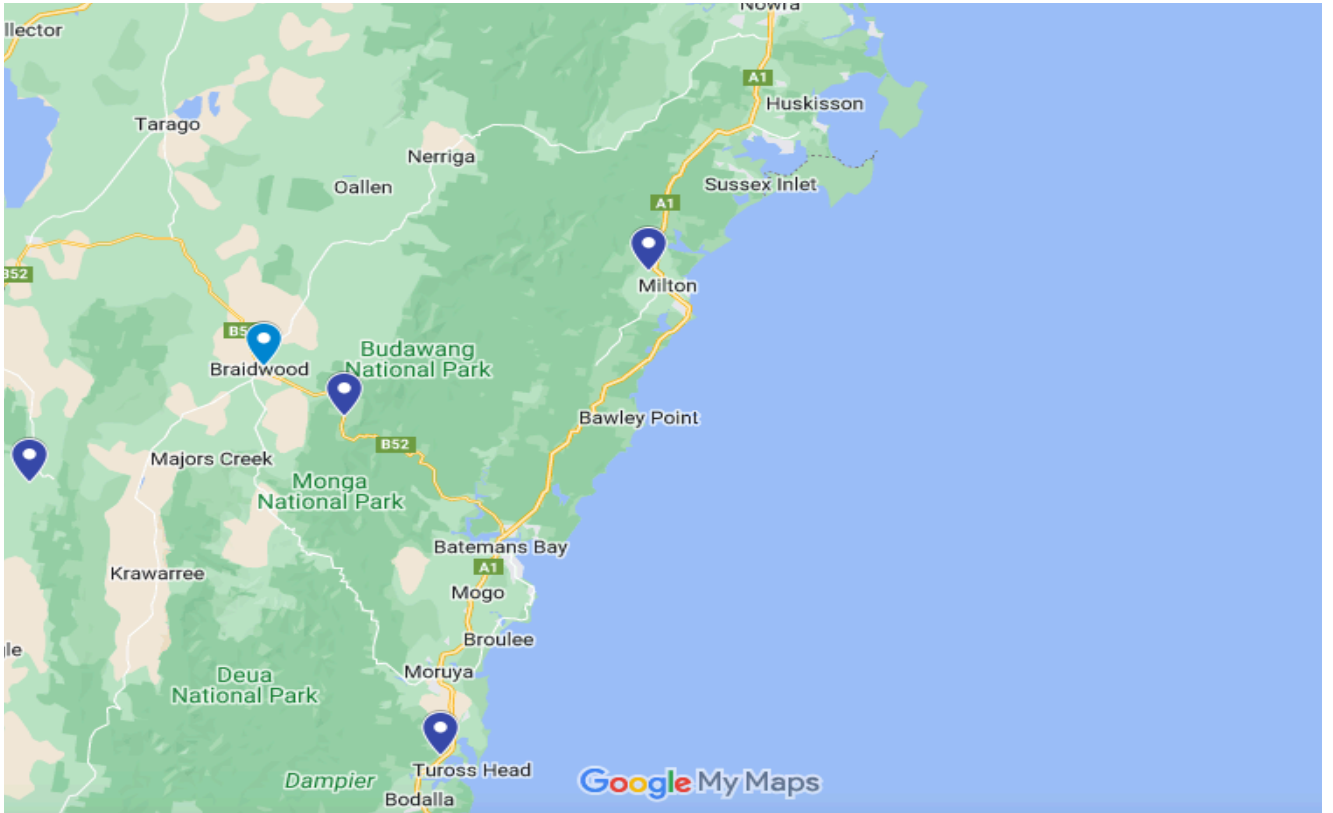 Nowra
llector
A1
Huskisson
Tarago
Nerriga
Oallen
Sussex Inlet
A1
B52
Milton
B5
Braidwood
Budawang
National Park
Bawley Point
B52
Majors Creek
Monga
National Park
Batemans Bay
A1
Krawarree
Mogo
Broulee
gle
Moruya
Deua
National Park
Tuross Head
Dampier
Google My Maps
Bodalla